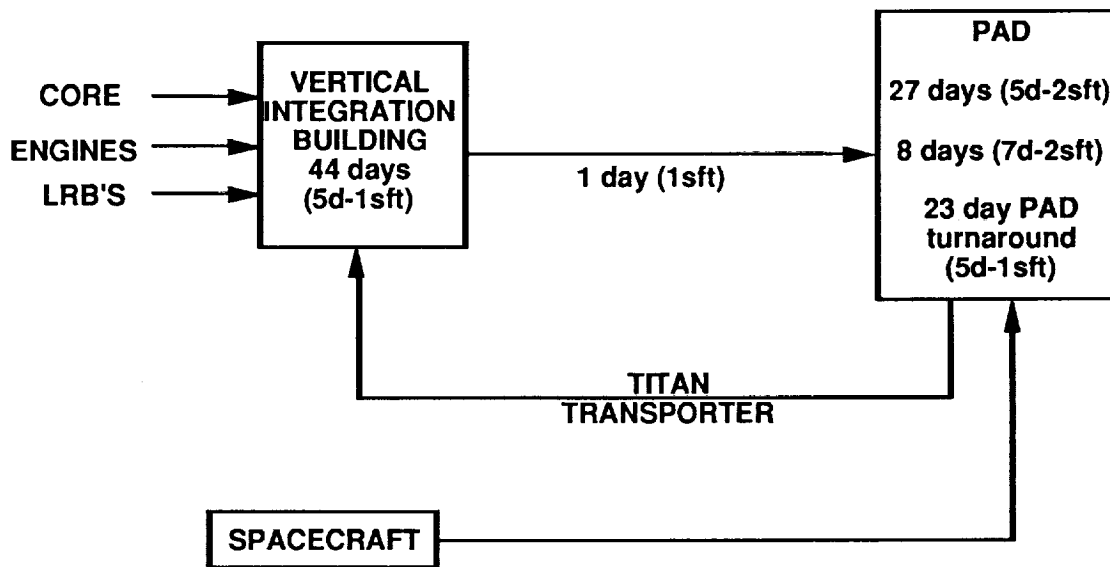 CORE
ENGINES
LRB'S
VERTICAL
INTEGRATION
BUILDING
44 days
(5d-1sft)
1 day (1sft)
PAD
27 days (5d-2sft)
8 days (7d-2sft)
23 day PAD
turnaround
(5d-1sft)
TITAN
TRANSPORTER
SPACECRAFT